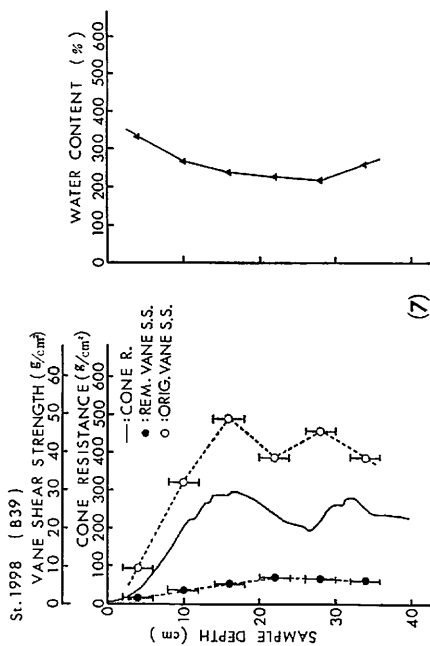 St. 1998 ( B39 )
VANE SHEAR STRENGTH ( g/cm² )
0 10 20 30 40 50 60
CONE RESISTANCE ( g/cm² )
0 100 200 300 400 500 600
— : CONE R.
● : REM. VANE S.S.
○ : ORIG. VANE S.S.
SAMPLE DEPTH ( cm )
0 10 20 30 40
WATER CONTENT ( % )
0 100 200 300 400 500 600
(7)